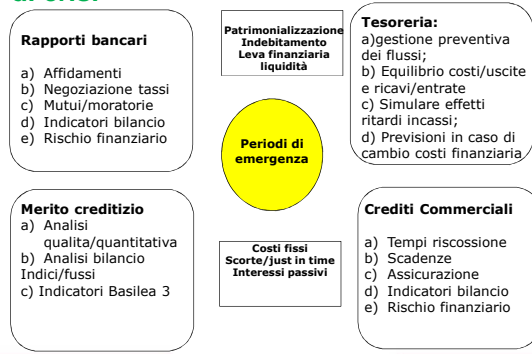 Rapporti bancari
a) Affidamenti
b) Negoziazione tassi
c) Mutui/moratorie
d) Indicatori bilancio
e) Rischio finanziario
Patrimonializzazione
Indebitamento
Leva finanziaria
liquidità
Tesoreria:
a)gestione preventiva
dei flussi;
b) Equilibrio costi/uscite
e ricavi/entrate
c) Simulare effetti
ritardi incassi;
d) Previsioni in caso di
cambio costi finanziaria
Periodi di
emergenza
Merito creditizio
a) Analisi
qualita/quantitativa
b) Analisi bilancio
Indici/fussi
c) Indicatori Basilea 3
Costi fissi
Scorte/just in time
Interessi passivi
Crediti Commerciali
a) Tempi riscossione
b) Scadenze
c) Assicurazione
d) Indicatori bilancio
e) Rischio finanziario